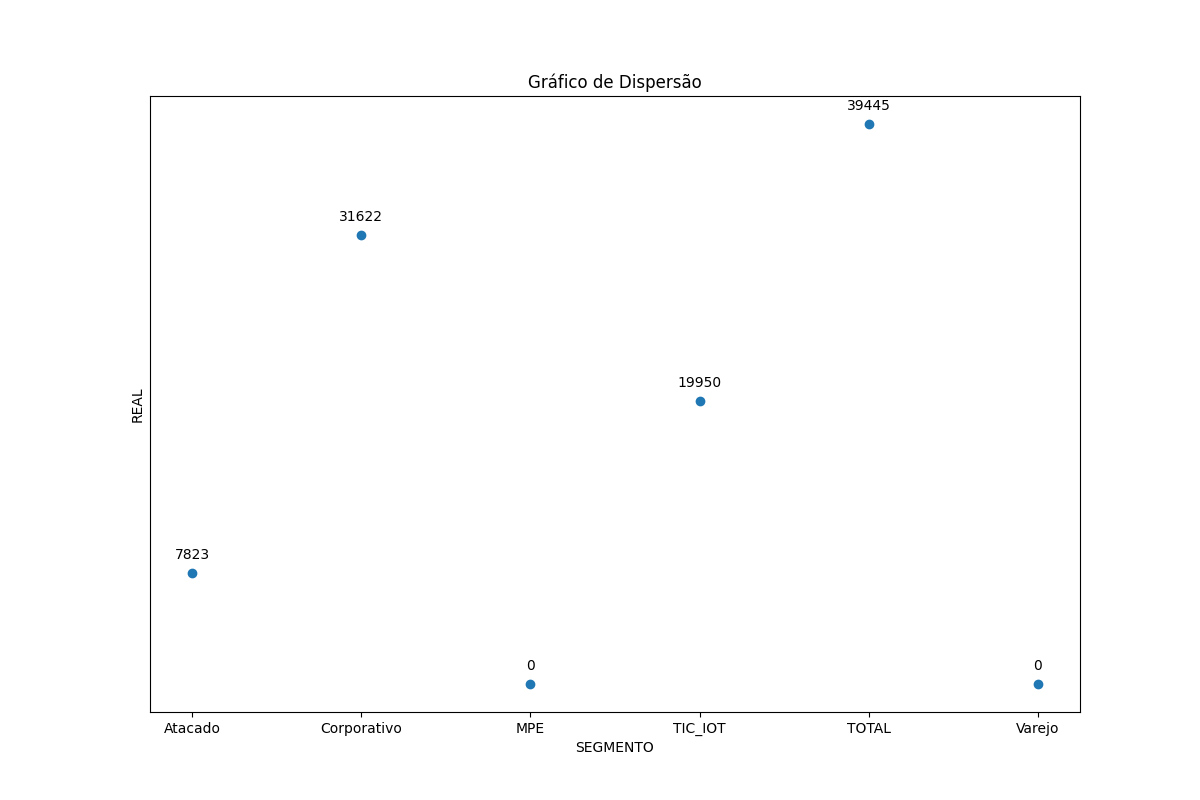 Gráfico de Dispersão
39445
31622
19950
7823
0
0
REAL
Atacado Corporativo MPE TIC_IOT TOTAL Varejo
SEGMENTO